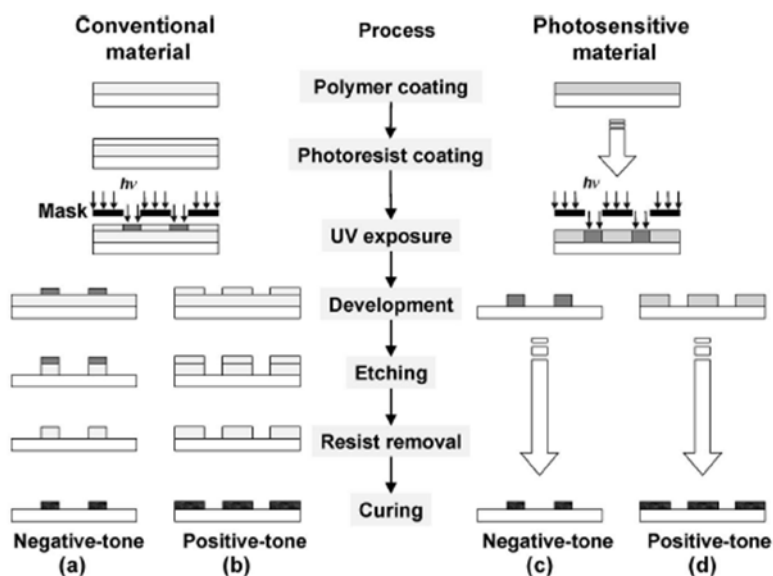 Conventional
material
Process
Photosensitive
material
Polymer coating
Photoresist coating
hν
hν
Mask
UV exposure
Development
Etching
Resist removal
Curing
Negative-tone
Positive-tone
Negative-tone
Positive-tone
(a)
(b)
(c)
(d)